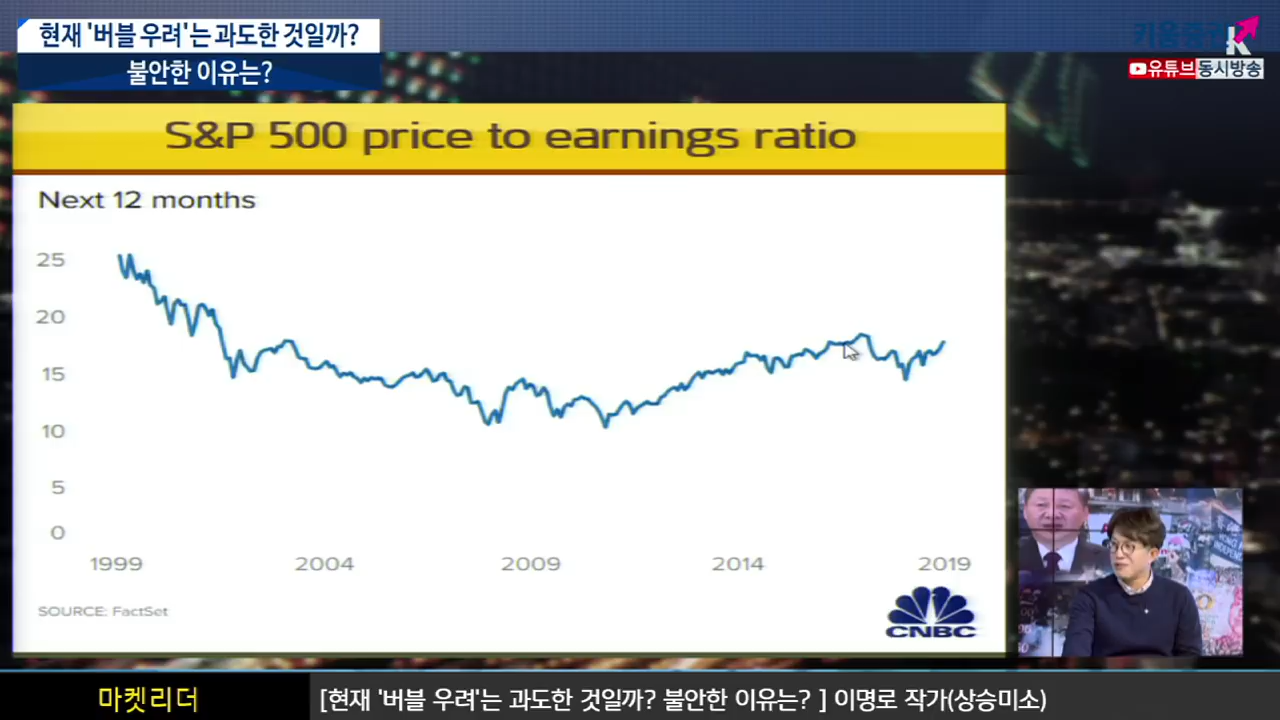 현재 '버블 우려'는 과도한 것일까?
불안한 이유는?
키움증권
유튜브 동시방송
S&P 500 price to earnings ratio
Next 12 months
25
20
15
10
5
0
1999 2004 2009 2014 2019
SOURCE: FactSet
CNBC
마켓리더
[현재 '버블 우려'는 과도한 것일까? 불안한 이유는? ] 이명로 작가(상승미소)